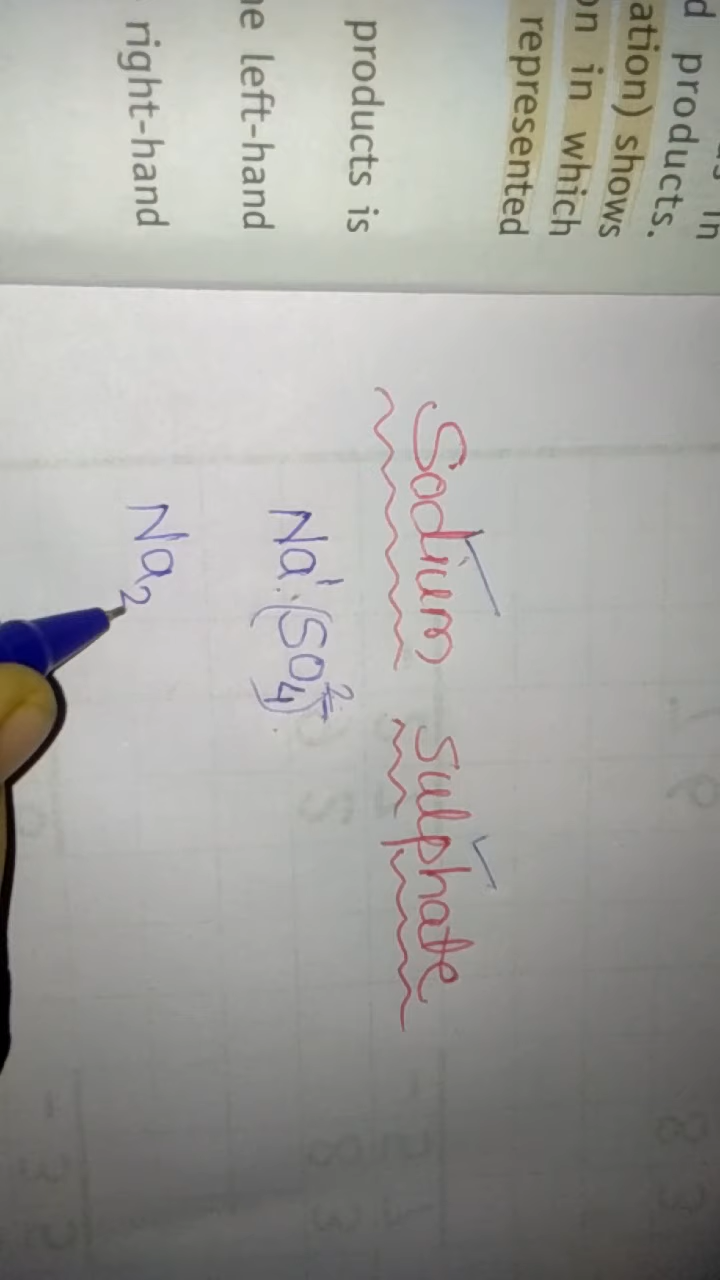 d products.
ation) shows
on in which
represented
products is
left-hand
right-hand
Sodium Sulphate
Na¹ (SO₄)²⁻
Na₂